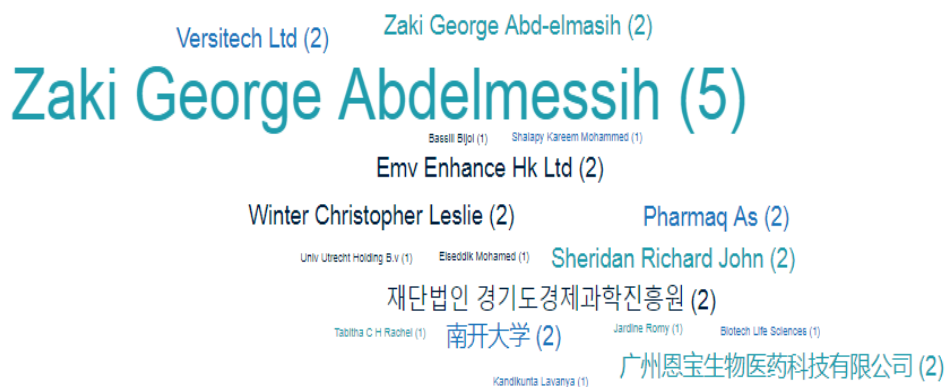 Versitech Ltd (2)
Zaki George Abd-elmasih (2)
Zaki George Abdelmessih (5)
Bassili Bijol (1)
Shalapy Kareem Mohammed (1)
Emv Enhance Hk Ltd (2)
Winter Christopher Leslie (2)
Pharmaq As (2)
Univ Utrecht Holding B.v (1)
Elseddik Mohamed (1)
Sheridan Richard John (2)
재단법인 경기도경제과학진흥원 (2)
Tabitha C H Rachel (1)
南开大学 (2)
Jardine Romy (1)
Biotech Life Sciences (1)
广州恩宝生物医药科技有限公司 (2)
Kandikunta Lavanya (1)